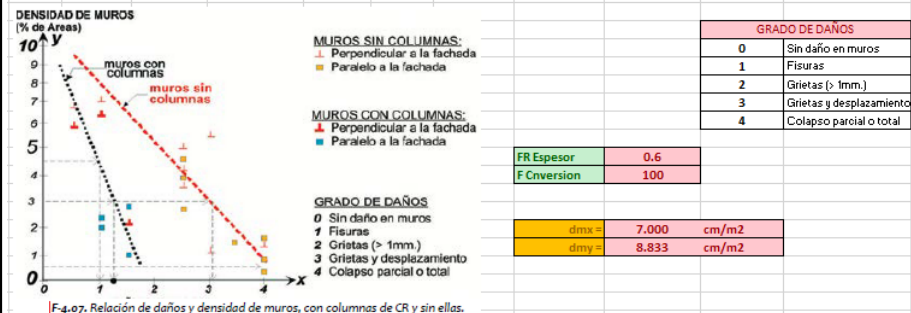 DENSIDAD DE MUROS
(% de Areas)
y
10
9
8
7
6
5
4
3
2
1
0
0
1
2
3
4
x
muros con
columnas
muros sin
columnas
MUROS SIN COLUMNAS:
Perpendicular a la fachada
Paralelo a la fachada
MUROS CON COLUMNAS:
Perpendicular a la fachada
Paralelo a la fachada
GRADO DE DAÑOS
0 Sin daño en muros
1 Fisuras
2 Grietas (> 1mm.)
3 Grietas y desplazamiento
4 Colapso parcial o total
F-4.07. Relación de daños y densidad de muros, con columnas de CR y sin ellas.
GRADO DE DAÑOS
0 Sin daño en muros
1 Fisuras
2 Grietas (> 1mm.)
3 Grietas y desplazamiento
4 Colapso parcial o total
FR Espesor 0.6
F Cnversion 100
dmx = 7.000 cm/m2
dmy = 8.833 cm/m2